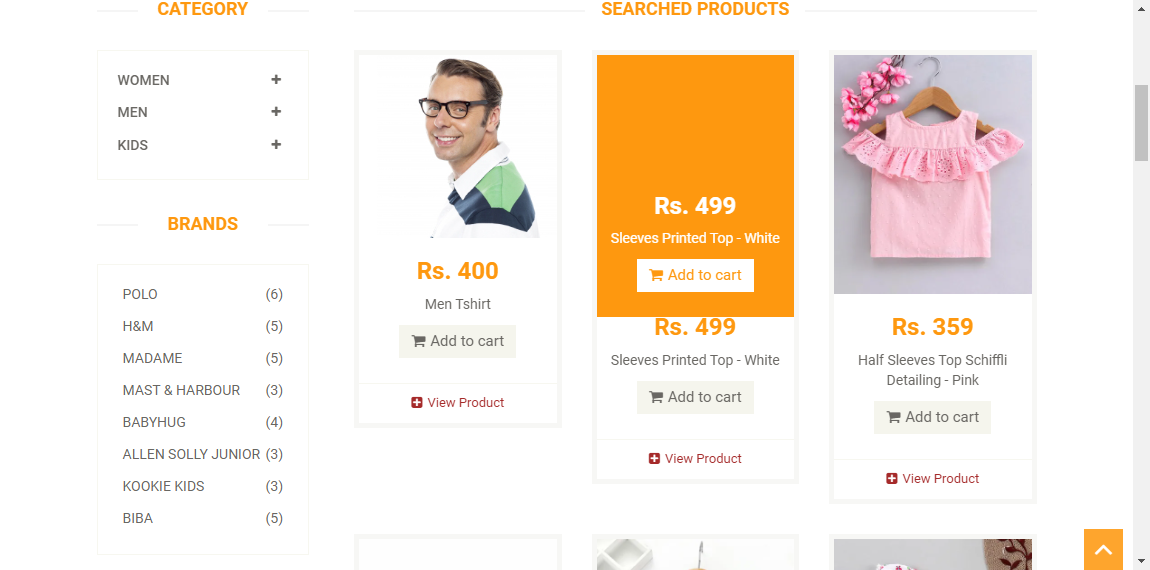 CATEGORY
WOMEN
MEN
KIDS
BRANDS
POLO (6)
H&M (5)
MADAME (5)
MAST & HARBOUR (3)
BABYHUG (4)
ALLEN SOLLY JUNIOR (3)
KOOKIE KIDS (3)
BIBA (5)
SEARCHED PRODUCTS
Rs. 400
Men Tshirt
Add to cart
View Product
Rs. 499
Sleeves Printed Top - White
Add to cart
Rs. 499
Sleeves Printed Top - White
Add to cart
View Product
Rs. 359
Half Sleeves Top Schiffli
Detailing - Pink
Add to cart
View Product